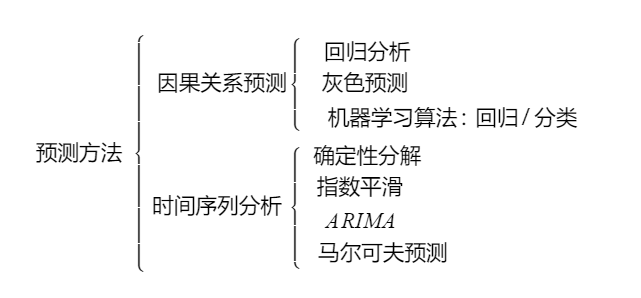 预测方法
因果关系预测
回归分析
灰色预测
机器学习算法：回归/分类
时间序列分析
确定性分解
指数平滑
ARIMA
马尔可夫预测